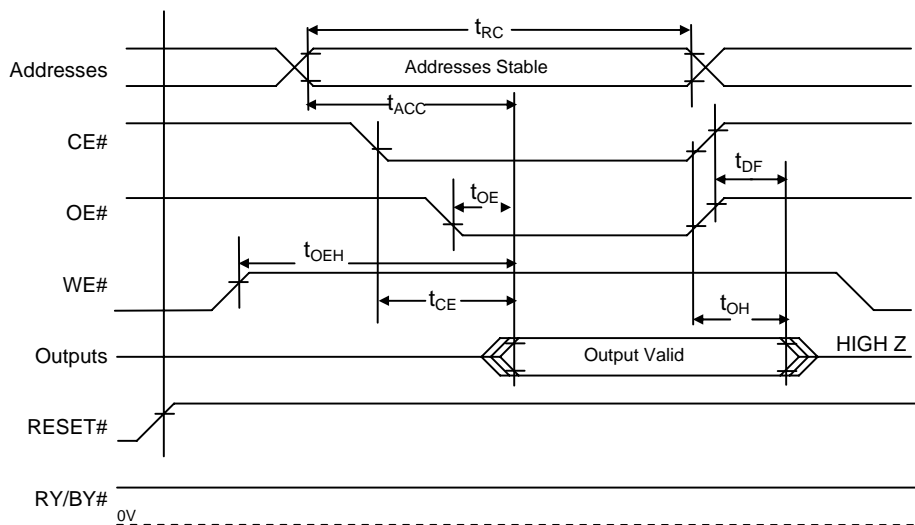 tRC
Addresses
Addresses Stable
tACC
CE#
tDF
tOE
OE#
tOEH
WE#
tCE
tOH
Outputs
Output Valid
HIGH Z
RESET#
RY/BY#
0V